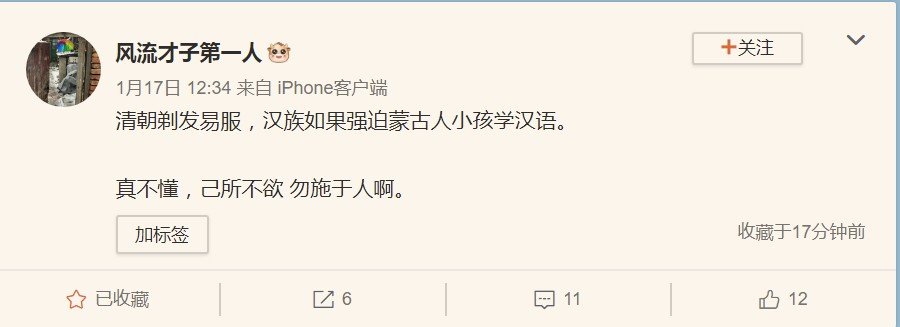 风流才子第一人
+关注
1月17日 12:34 来自 iPhone客户端
清朝剃发易服，汉族如果强迫蒙古人小孩学汉语。
真不懂，己所不欲 勿施于人啊。
加标签
收藏于17分钟前
已收藏
6
11
12